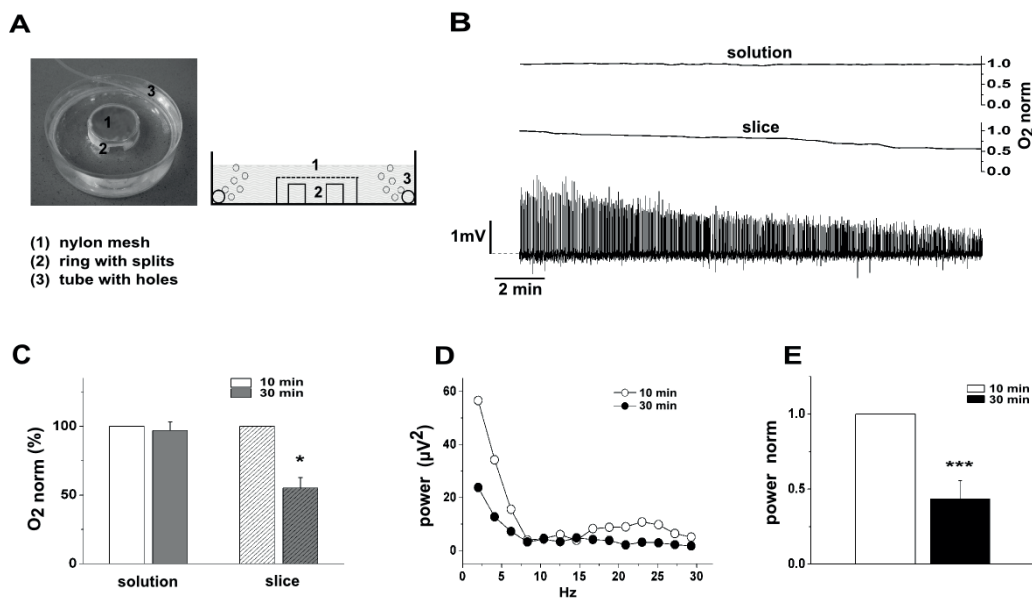 A
1
2
3
1
2
3
(1) nylon mesh
(2) ring with splits
(3) tube with holes
B
solution
1.0
0.5
0.0
slice
1.0
0.5
0.0
O₂ norm
1mV
2 min
C
10 min
30 min
O₂ norm (%)
100
50
0
*
solution
slice
D
10 min
30 min
power (µV²)
60
40
20
0
0 5 10 15 20 25 30
Hz
E
10 min
30 min
power norm
1.0
0.5
0.0
***